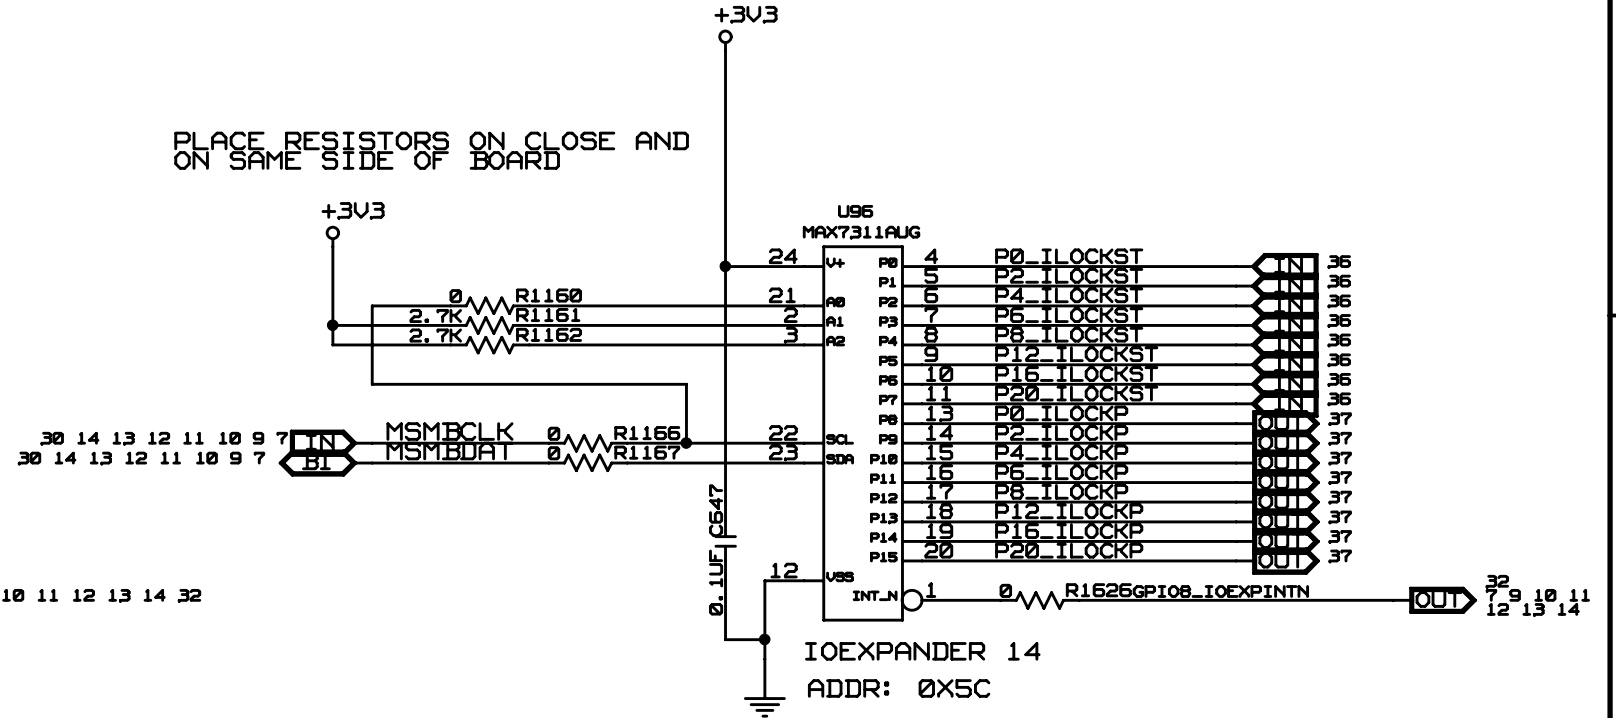 +3V3
PLACE RESISTORS ON CLOSE AND
ON SAME SIDE OF BOARD
+3V3
U96
MAX7311AUG
24 V+ P0 4 P0_ILOCKST IN 36
P1 5 P2_ILOCKST IN 36
0 R1160 21 A0 P2 6 P4_ILOCKST IN 36
2.7K R1161 2 A1 P3 7 P6_ILOCKST IN 36
2.7K R1162 3 A2 P4 8 P8_ILOCKST IN 36
P5 9 P12_ILOCKST IN 36
P6 10 P16_ILOCKST IN 36
P7 11 P20_ILOCKST IN 36
P8 13 P0_ILOCKP OUT 37
30 14 13 12 11 10 9 7 IN MSMBCLK 0 R1166 22 SCL P9 14 P2_ILOCKP OUT 37
30 14 13 12 11 10 9 7 BI MSMBDAT 0 R1167 23 SDA P10 15 P4_ILOCKP OUT 37
P11 16 P6_ILOCKP OUT 37
P12 17 P8_ILOCKP OUT 37
P13 18 P12_ILOCKP OUT 37
P14 19 P16_ILOCKP OUT 37
P15 20 P20_ILOCKP OUT 37
0.1UF C647
12 VSS
10 11 12 13 14 32
INT_N 1 0 R1626 GPIO8_IOEXPINTN OUT
32
7 9 10 11
12 13 14
IOEXPANDER 14
ADDR: 0X5C